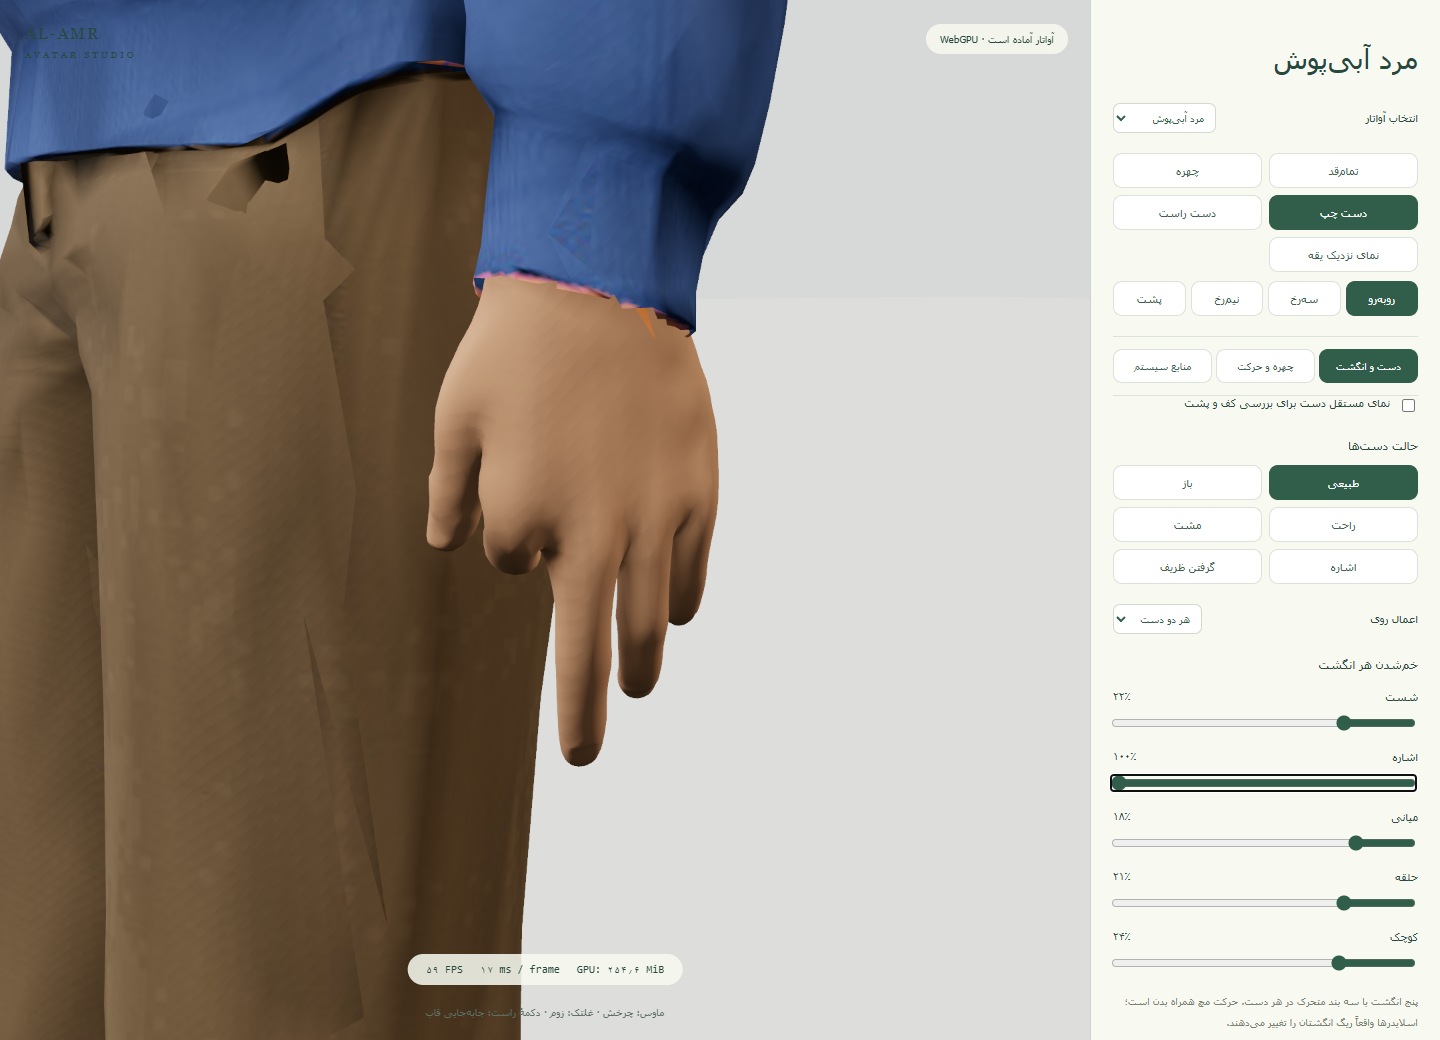 AL-AMR
AVATAR STUDIO
آواتار آماده است · WebGPU
مرد آبی‌پوش
انتخاب آواتار
مرد آبی‌پوش
تمام‌قد
چهره
دست چپ
دست راست
نمای نزدیک یقه
روبه‌رو
سه‌رخ
نیم‌رخ
پشت
دست و انگشت
چهره و حرکت
منابع سیستم
نمای مستقل دست برای بررسی کف و پشت
حالت دست‌ها
طبیعی
باز
راحت
مشت
اشاره
گرفتن ظریف
اعمال روی
هر دو دست
خم‌شدن هر انگشت
شست
۲۲٪
اشاره
۱۰۰٪
میانی
۱۸٪
حلقه
۲۱٪
کوچک
۲۴٪
پنج انگشت با سه بند متحرک در هر دست. حرکت مچ همراه بدن است؛
اسلایدرها واقعاً ریگ انگشتان را تغییر می‌دهند.
۵۹ FPS ۱۷ ms / frame GPU: ۲۵۴٫۶ MiB
ماوس: چرخش · غلتک: زوم · دکمهٔ راست: جابه‌جایی قاب